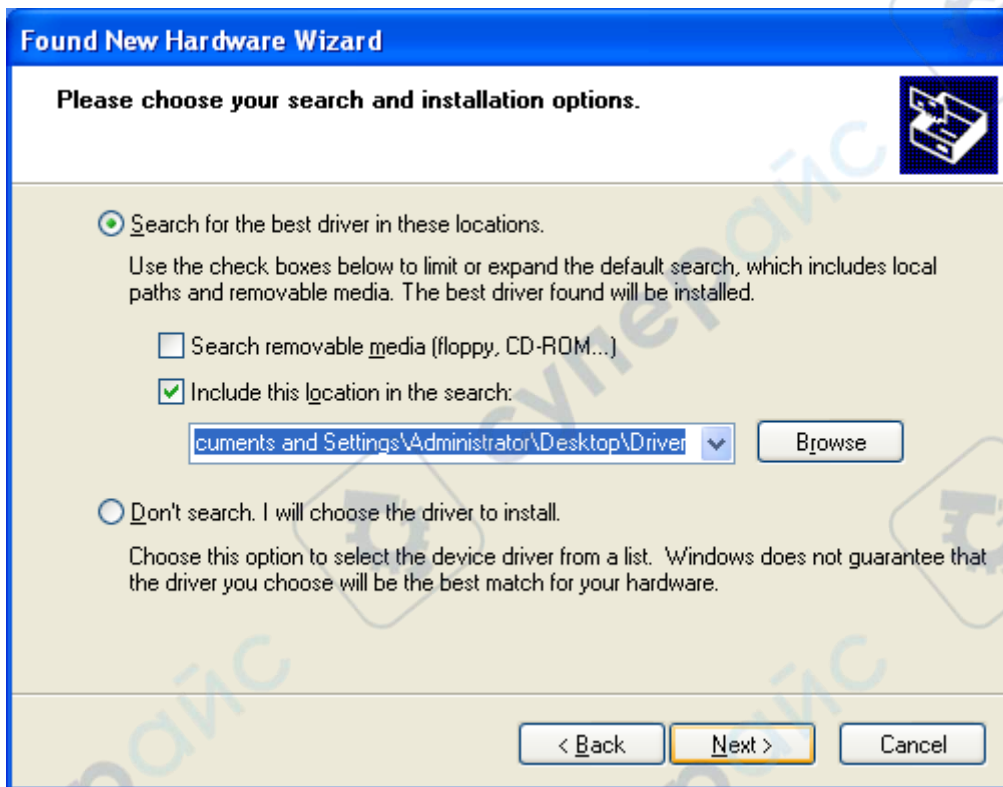 Found New Hardware Wizard
Please choose your search and installation options.
Search for the best driver in these locations.
Use the check boxes below to limit or expand the default search, which includes local
paths and removable media. The best driver found will be installed.
Search removable media (floppy, CD-ROM...)
Include this location in the search:
cuments and Settings\Administrator\Desktop\Driver
Browse
Don't search. I will choose the driver to install.
Choose this option to select the device driver from a list. Windows does not guarantee that
the driver you choose will be the best match for your hardware.
< Back
Next >
Cancel
суперайс
райс
айс